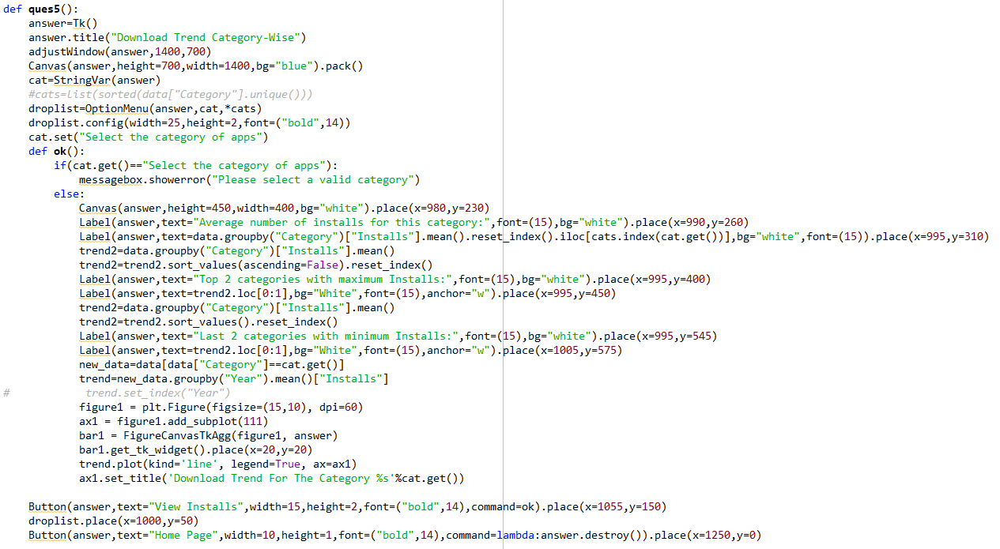 def ques5():
    answer=Tk()
    answer.title("Download Trend Category-Wise")
    adjustWindow(answer,1400,700)
    Canvas(answer,height=700,width=1400,bg="blue").pack()
    cat=StringVar(answer)
    #cats=list(sorted(data["Category"].unique()))
    droplist=OptionMenu(answer,cat,*cats)
    droplist.config(width=25,height=2,font=("bold",14))
    cat.set("Select the category of apps")
    def ok():
        if(cat.get()=="Select the category of apps"):
            messagebox.showerror("Please select a valid category")
        else:
            Canvas(answer,height=450,width=400,bg="white").place(x=980,y=230)
            Label(answer,text="Average number of installs for this category:",font=(15),bg="white").place(x=990,y=260)
            Label(answer,text=data.groupby("Category")["Installs"].mean().reset_index().iloc[cats.index(cat.get())],bg="white",font=(15)).place(x=995,y=310)
            trend2=data.groupby("Category")["Installs"].mean()
            trend2=trend2.sort_values(ascending=False).reset_index()
            Label(answer,text="Top 2 categories with maximum Installs:",font=(15),bg="white").place(x=995,y=400)
            Label(answer,text=trend2.loc[0:1],bg="White",font=(15),anchor="w").place(x=995,y=450)
            trend2=data.groupby("Category")["Installs"].mean()
            trend2=trend2.sort_values().reset_index()
            Label(answer,text="Last 2 categories with minimum Installs:",font=(15),bg="white").place(x=995,y=545)
            Label(answer,text=trend2.loc[0:1],bg="White",font=(15),anchor="w").place(x=1005,y=575)
            new_data=data[data["Category"]==cat.get()]
            trend=new_data.groupby("Year").mean()["Installs"]
#            trend.set_index("Year")
            figure1 = plt.Figure(figsize=(15,10), dpi=60)
            ax1 = figure1.add_subplot(111)
            bar1 = FigureCanvasTkAgg(figure1, answer)
            bar1.get_tk_widget().place(x=20,y=20)
            trend.plot(kind='line', legend=True, ax=ax1)
            ax1.set_title('Download Trend For The Category %s'%cat.get())
    Button(answer,text="View Installs",width=15,height=2,font=("bold",14),command=ok).place(x=1055,y=150)
    droplist.place(x=1000,y=50)
    Button(answer,text="Home Page",width=10,height=1,font=("bold",14),command=lambda:answer.destroy()).place(x=1250,y=0)